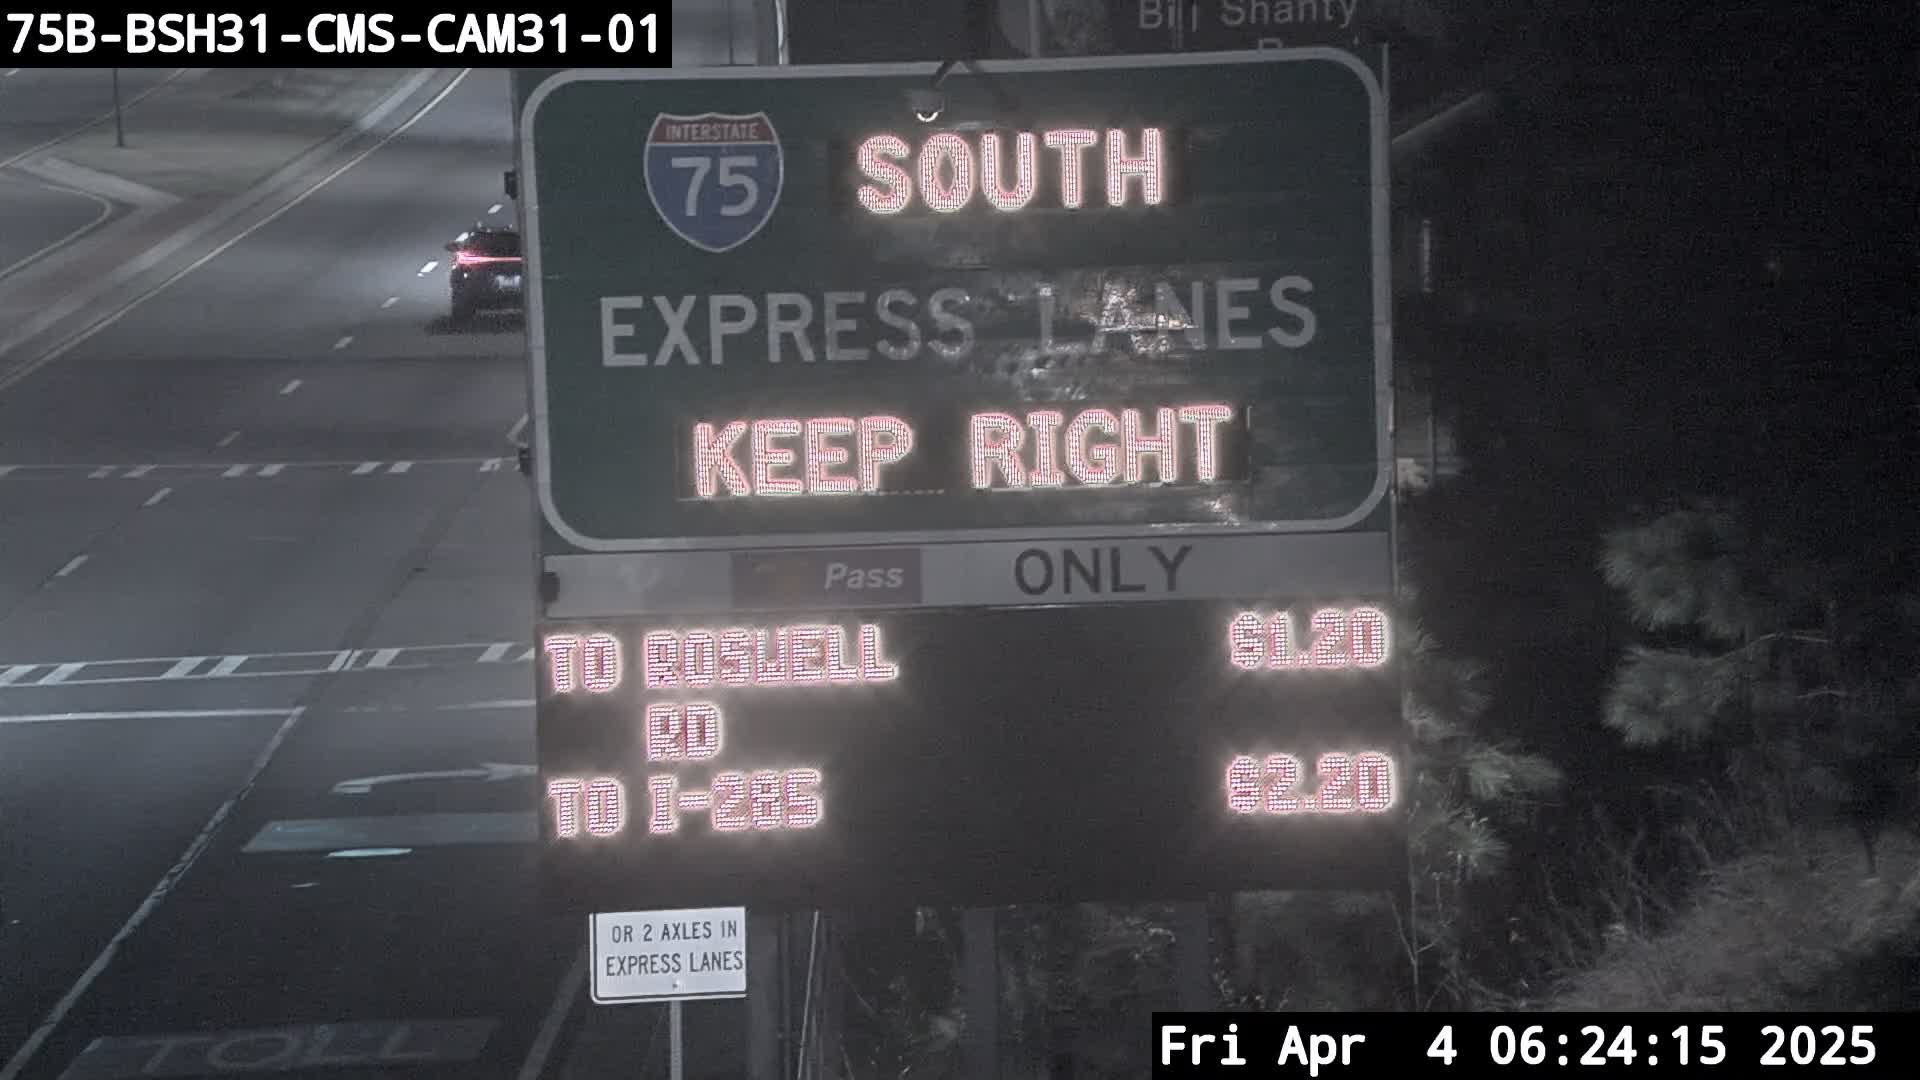 75B-BSH31-CMS-CAM31-01
Bill Shanty
INTERSTATE
75
SOUTH
EXPRESS LANES
KEEP RIGHT
Pass ONLY
TO ROSWELL $1.20
RD
TO I-285 $2.20
OR 2 AXLES IN
EXPRESS LANES
TOLL
Fri Apr 4 06:24:15 2025